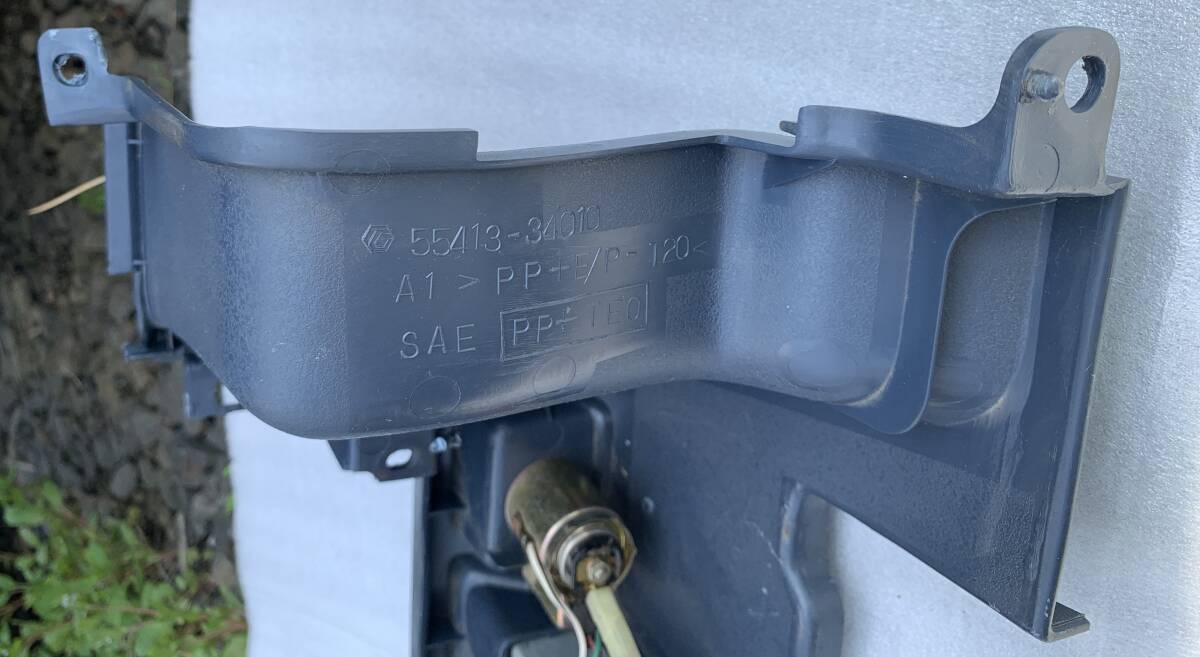 55413-34010
A1 > PP+E/P-T20<
SAE PP+TEO